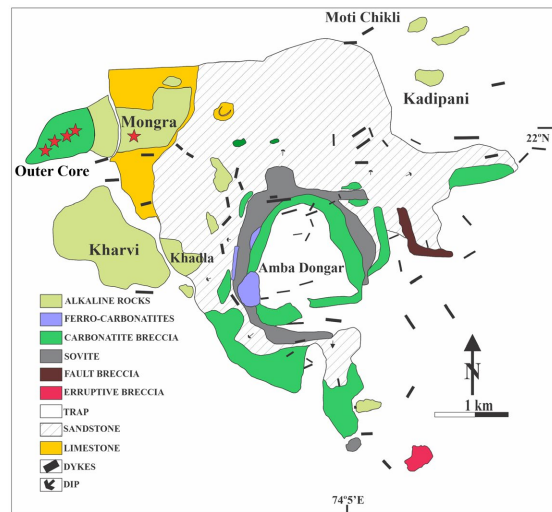 Moti Chikli
Kadipani
Mongra
22°N
Outer Core
Kharvi
Khadla
Amba Dongar
ALKALINE ROCKS
FERRO-CARBONATITES
CARBONATITE BRECCIA
SOVITE
FAULT BRECCIA
ERRUPTIVE BRECCIA
TRAP
SANDSTONE
LIMESTONE
DYKES
DIP
N
1 km
74°5'E